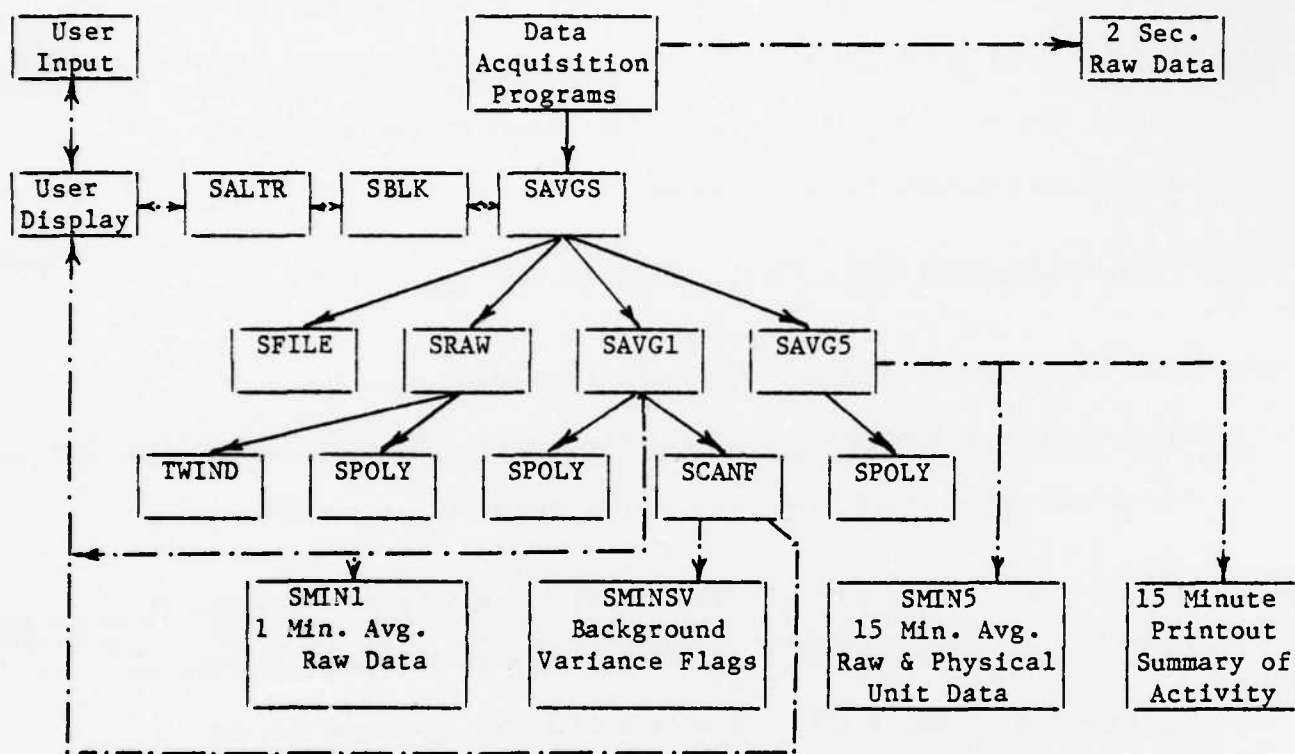 User
Input
Data
Acquisition
Programs
2 Sec.
Raw Data
User
Display
SALTR
SBLK
SAVGS
SFILE
SRAW
SAVG1
SAVG5
TWIND
SPOLY
SPOLY
SCANF
SPOLY
SMIN1
1 Min. Avg.
Raw Data
SMINSV
Background
Variance Flags
SMIN5
15 Min. Avg.
Raw & Physical
Unit Data
15 Minute
Printout
Summary of
Activity